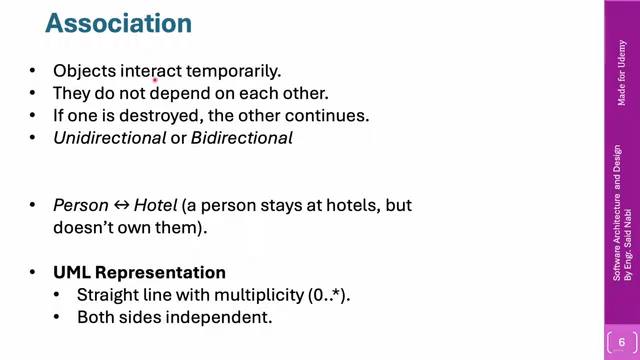 Association
• Objects interact temporarily.
• They do not depend on each other.
• If one is destroyed, the other continues.
• Unidirectional or Bidirectional
• Person ↔ Hotel (a person stays at hotels, but
doesn't own them).
• UML Representation
• Straight line with multiplicity (0..*).
• Both sides independent.
Made for Udemy
Software Architecture and Design
By Engr. Said Nabi
6